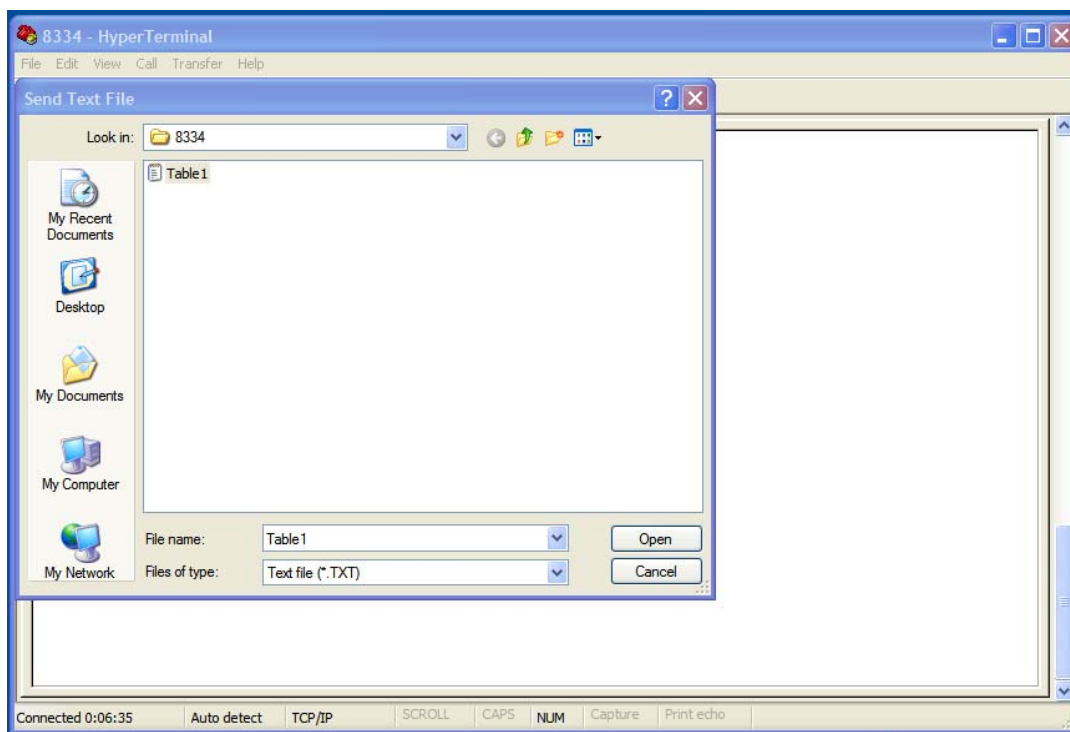 8334 - HyperTerminal
File Edit View Call Transfer Help
Send Text File
Look in: 8334
Table1
My Recent
Documents
Desktop
My Documents
My Computer
My Network
File name: Table1 Open
Files of type: Text file (*.TXT) Cancel
Connected 0:06:35 Auto detect TCP/IP SCROLL CAPS NUM Capture Print echo